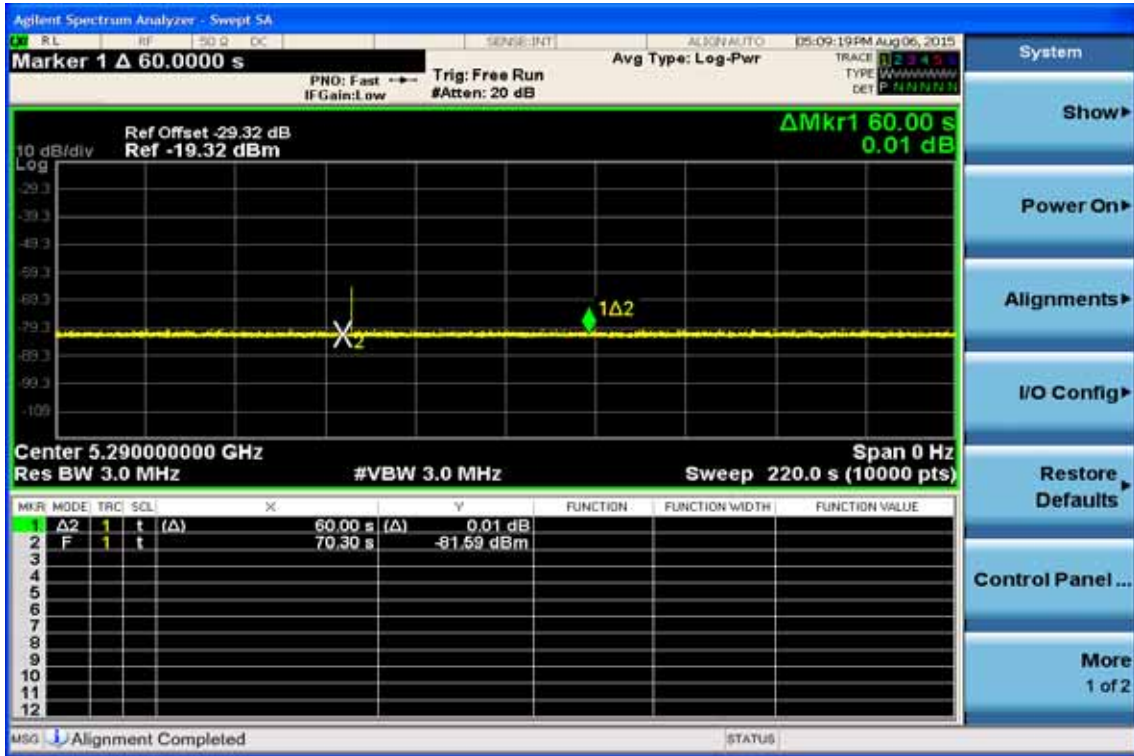 Agilent Spectrum Analyzer - Swept SA
RL RF 50 Ω DC SENSE:INT ALIGN AUTO 05:09:19 PM Aug 06, 2015
Marker 1 Δ 60.0000 s
PNO: Fast
IFGain:Low
Trig: Free Run
#Atten: 20 dB
Avg Type: Log-Pwr
TRACE 1 2 3 4 5 6
TYPE
DET P N N N N N
Ref Offset -29.32 dB
10 dB/div Ref -19.32 dBm
Log
ΔMkr1 60.00 s
0.01 dB
-29.3
-39.3
-49.3
-59.3
-69.3
-79.3
-89.3
-99.3
-109
1Δ2
X2
Center 5.290000000 GHz Span 0 Hz
Res BW 3.0 MHz #VBW 3.0 MHz Sweep 220.0 s (10000 pts)
MKR MODE TRC SCL X Y FUNCTION FUNCTION WIDTH FUNCTION VALUE
1 Δ2 1 t (Δ) 60.00 s (Δ) 0.01 dB
2 F 1 t 70.30 s -81.59 dBm
3
4
5
6
7
8
9
10
11
12
MSG Alignment Completed STATUS
System
Show
Power On
Alignments
I/O Config
Restore
Defaults
Control Panel ...
More
1 of 2